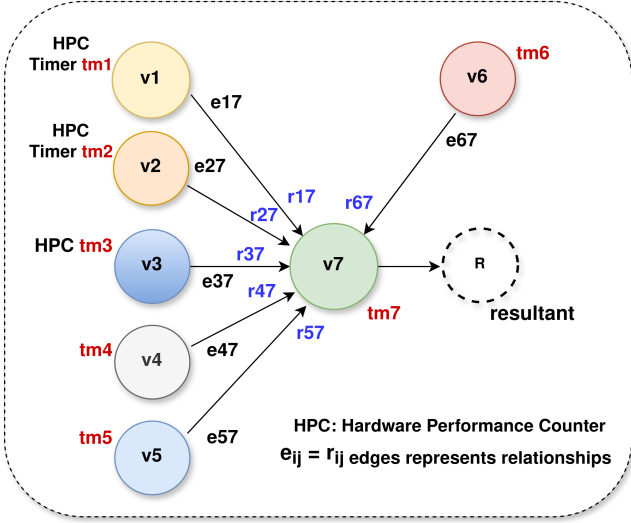 HPC
Timer tm1
v1
e17
v6
tm6
HPC
Timer tm2
v2
e27
e67
r17
r27
r67
HPC tm3
v3
r37
e37
v7
R
r47
tm7
resultant
tm4
v4
e47
r57
tm5
v5
e57
HPC: Hardware Performance Counter
eij = rij edges represents relationships